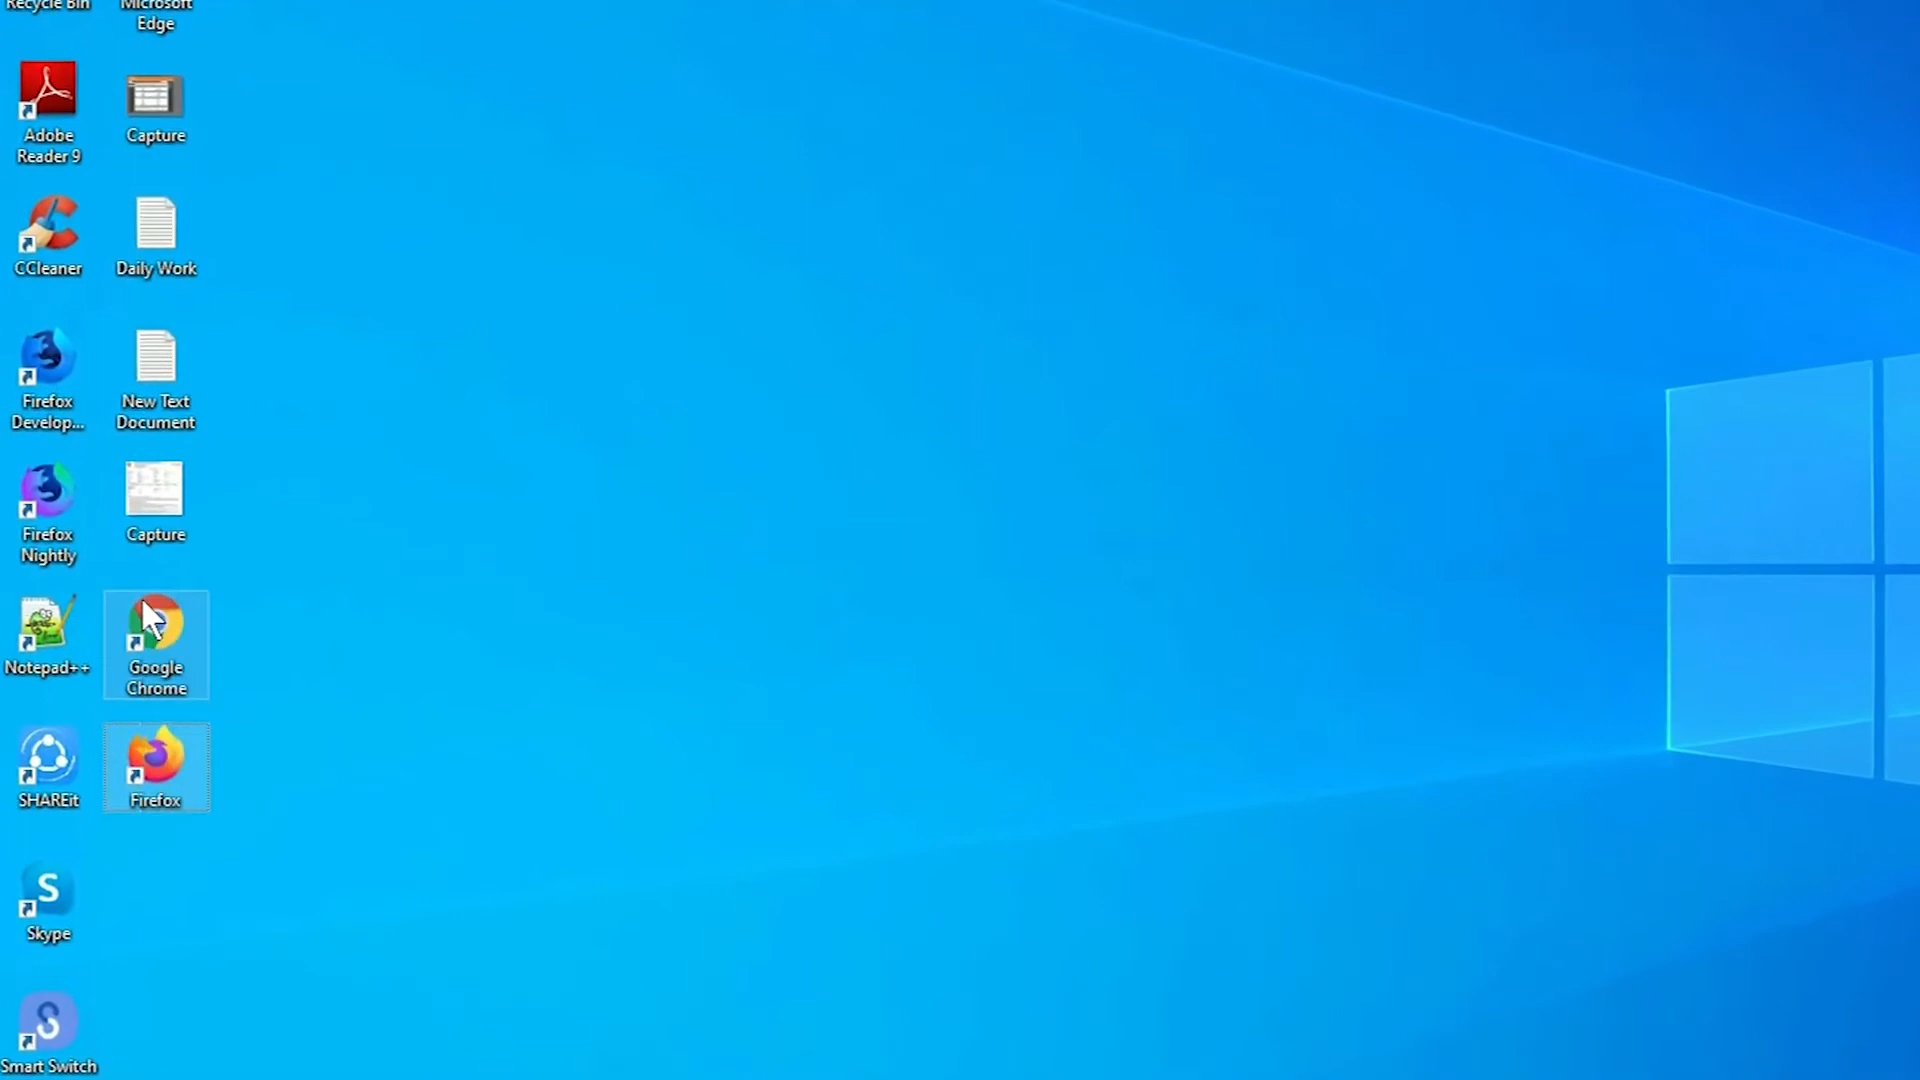 Recycle Bin
Microsoft
Edge
Adobe
Reader 9
Capture
CCleaner
Daily Work
Firefox
Develop...
New Text
Document
Firefox
Nightly
Capture
Notepad++
Google
Chrome
SHAREit
Firefox
S
Skype
Smart Switch